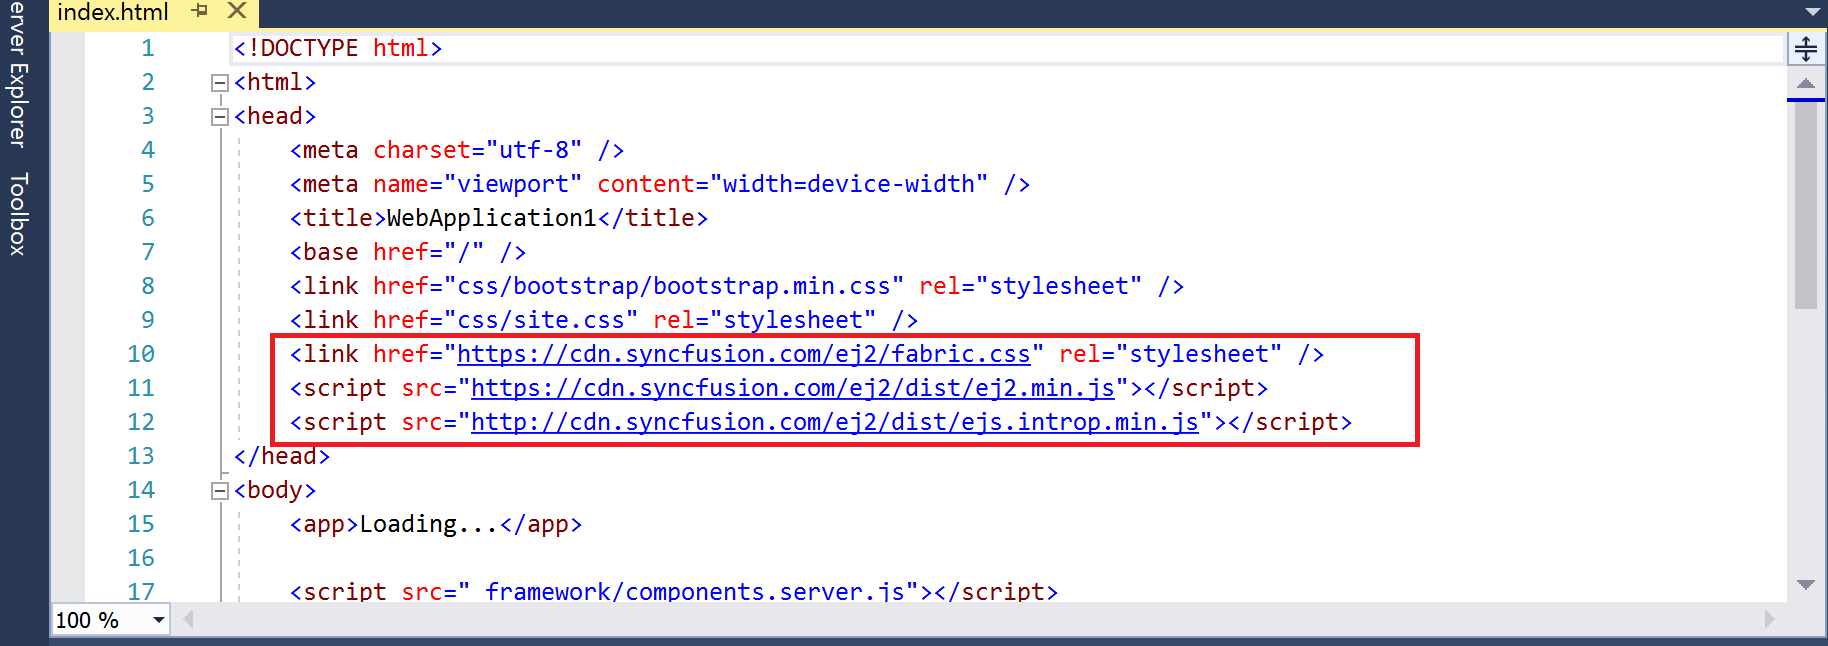 index.html
erver Explorer
Toolbox
1 <!DOCTYPE html>
2 <html>
3 <head>
4 <meta charset="utf-8" />
5 <meta name="viewport" content="width=device-width" />
6 <title>WebApplication1</title>
7 <base href="/" />
8 <link href="css/bootstrap/bootstrap.min.css" rel="stylesheet" />
9 <link href="css/site.css" rel="stylesheet" />
10 <link href="https://cdn.syncfusion.com/ej2/fabric.css" rel="stylesheet" />
11 <script src="https://cdn.syncfusion.com/ej2/dist/ej2.min.js"></script>
12 <script src="http://cdn.syncfusion.com/ej2/dist/ejs.introp.min.js"></script>
13 </head>
14 <body>
15 <app>Loading...</app>
16
17 <script src="_framework/components.server.js"></script>
100 %